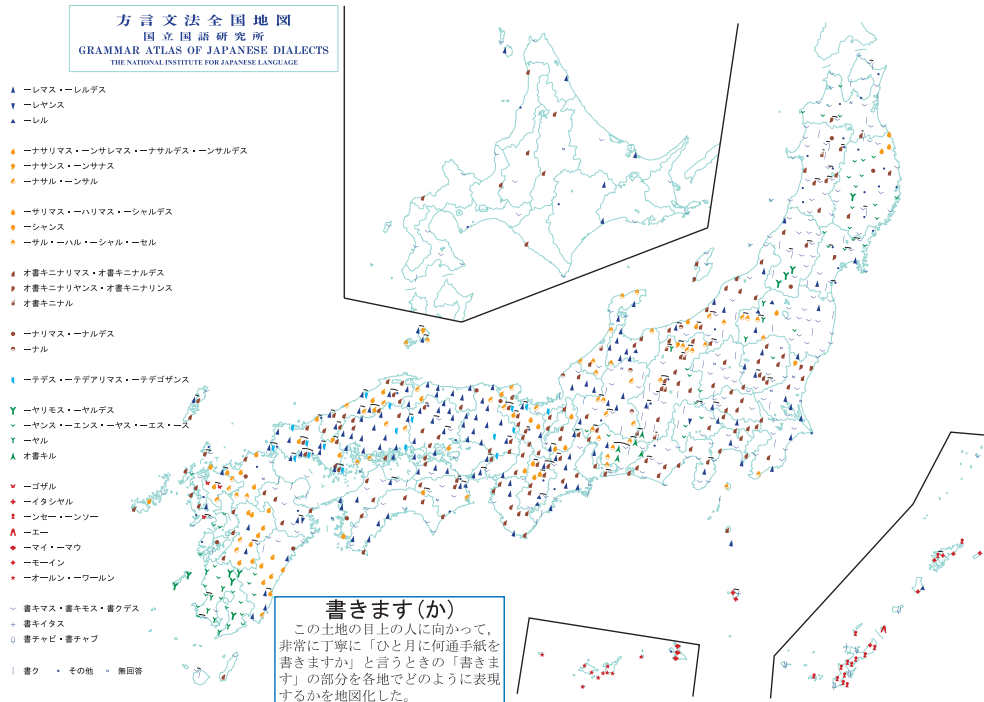 方言文法全国地図
国立国語研究所
GRAMMAR ATLAS OF JAPANESE DIALECTS
THE NATIONAL INSTITUTE FOR JAPANESE LANGUAGE
ーレマス・ーレルデス
ーレヤンス
ーレル
ーナサリマス・ーンサレマス・ーナサルデス・ーンサルデス
ーナサンス・ーンサナス
ーナサル・ーンサル
ーサリマス・ーハリマス・ーシャルデス
ーシャンス
ーサル・ーハル・ーシャル・ーセル
オ書キニナリマス・オ書キニナルデス
オ書キニナリヤンス・オ書キニナリンス
オ書キニナル
ーナリマス・ーナルデス
ーナル
ーテデス・ーテデアリマス・ーテデゴザンス
ーヤリモス・ーヤルデス
ーヤンス・ーエンス・ーヤス・ーエス・ース
ーヤル
オ書キル
ーゴザル
ーイタシヤル
ーンセー・ーンソー
ーエー
ーマイ・ーマウ
ーモーイン
ーオールン・ーワールン
書キマス・書キモス・書クデス
書キイタス
書チャビ・書チャブ
書ク その他 無回答
書きます(か)
この土地の目上の人に向かって,
非常に丁寧に「ひと月に何通手紙を
書きますか」と言うときの「書きま
す」の部分を各地でどのように表現
するかを地図化した。